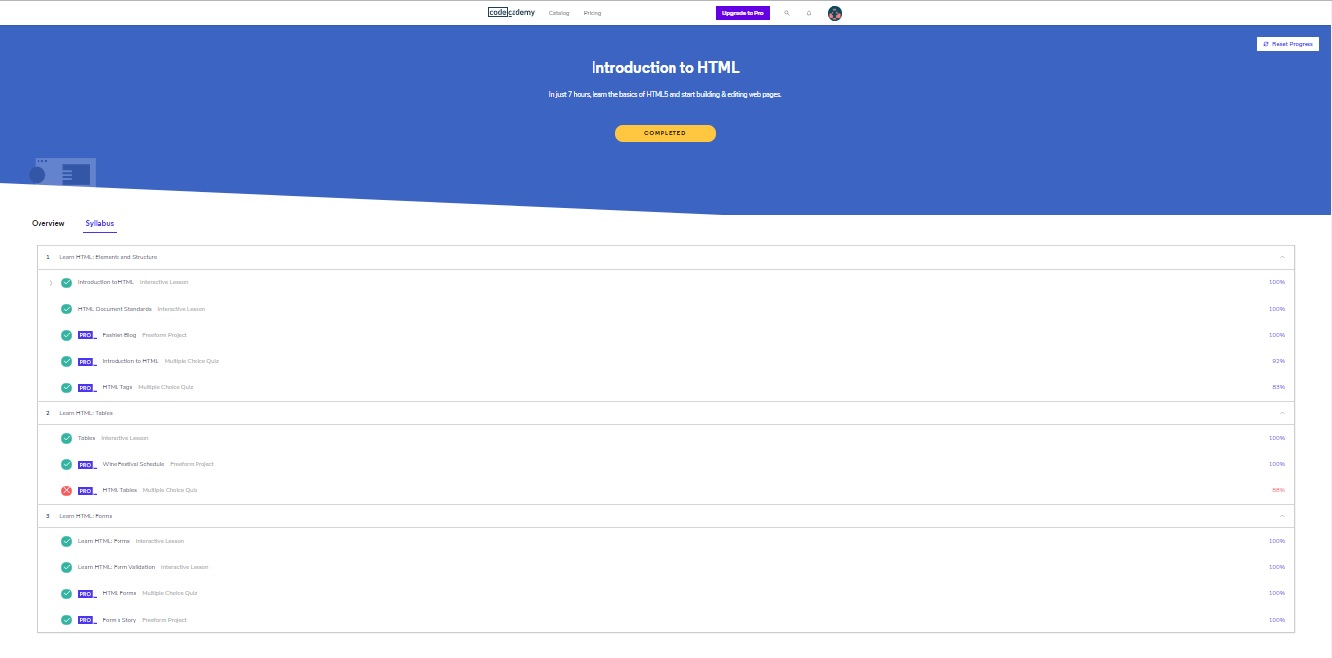 codecademy Catalog Pricing Upgrade to Pro
Reset Progress
Introduction to HTML
In just 7 hours, learn the basics of HTML5 and start building & editing web pages.
COMPLETED
Overview Syllabus
1 Learn HTML: Elements and Structure
Introduction to HTML Interactive Lesson 100%
HTML Document Standards Interactive Lesson 100%
PRO Fashion Blog Freeform Project 100%
PRO Introduction to HTML Multiple Choice Quiz 92%
PRO HTML Tags Multiple Choice Quiz 83%
2 Learn HTML: Tables
Tables Interactive Lesson 100%
PRO Wine Festival Schedule Freeform Project 100%
PRO HTML Tables Multiple Choice Quiz 88%
3 Learn HTML: Forms
Learn HTML: Forms Interactive Lesson 100%
Learn HTML: Form Validation Interactive Lesson 100%
PRO HTML Forms Multiple Choice Quiz 100%
PRO Form a Story Freeform Project 100%